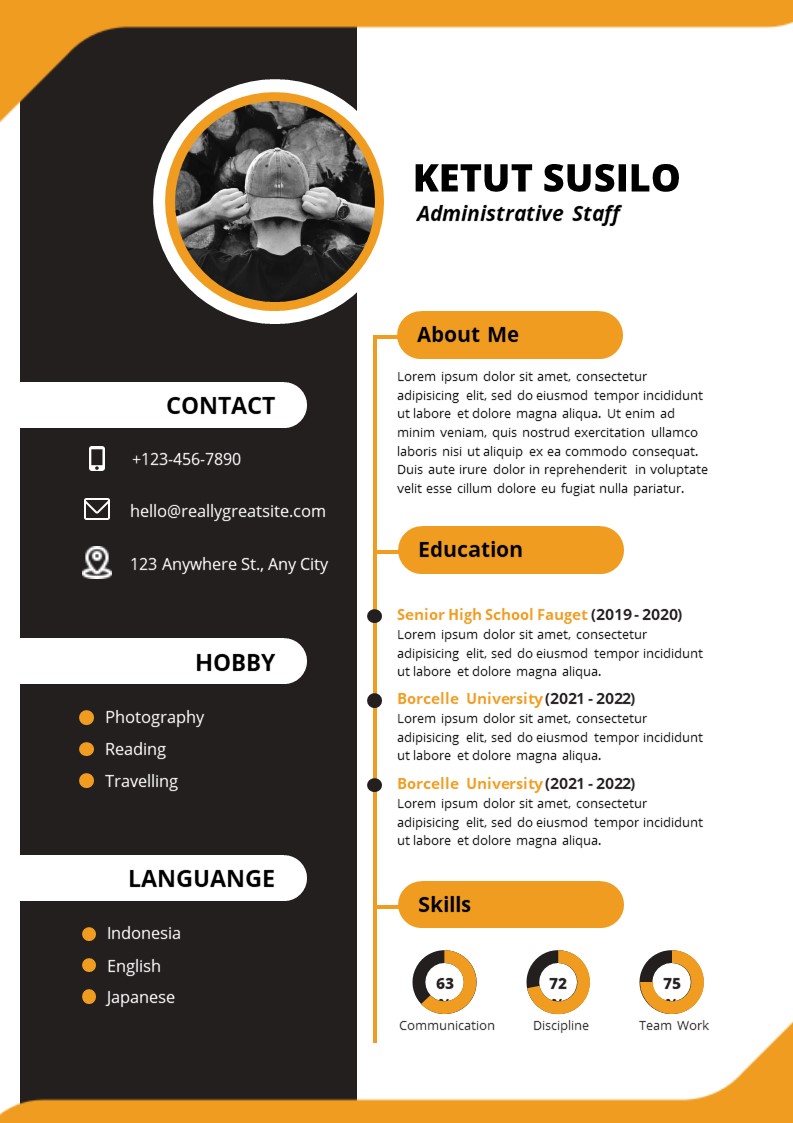 KETUT SUSILO
Administrative Staff
CONTACT
+123-456-7890
hello@reallygreatsite.com
123 Anywhere St., Any City
HOBBY
Photography
Reading
Travelling
LANGUANGE
Indonesia
English
Japanese
About Me
Lorem ipsum dolor sit amet, consectetur
adipisicing elit, sed do eiusmod tempor incididunt
ut labore et dolore magna aliqua. Ut enim ad
minim veniam, quis nostrud exercitation ullamco
laboris nisi ut aliquip ex ea commodo consequat.
Duis aute irure dolor in reprehenderit in voluptate
velit esse cillum dolore eu fugiat nulla pariatur.
Education
Senior High School Fauget (2019 - 2020)
Lorem ipsum dolor sit amet, consectetur
adipisicing elit, sed do eiusmod tempor incididunt
ut labore et dolore magna aliqua.
Borcelle University (2021 - 2022)
Lorem ipsum dolor sit amet, consectetur
adipisicing elit, sed do eiusmod tempor incididunt
ut labore et dolore magna aliqua.
Borcelle University (2021 - 2022)
Lorem ipsum dolor sit amet, consectetur
adipisicing elit, sed do eiusmod tempor incididunt
ut labore et dolore magna aliqua.
Skills
63 72 75
% % %
Communication Discipline Team Work